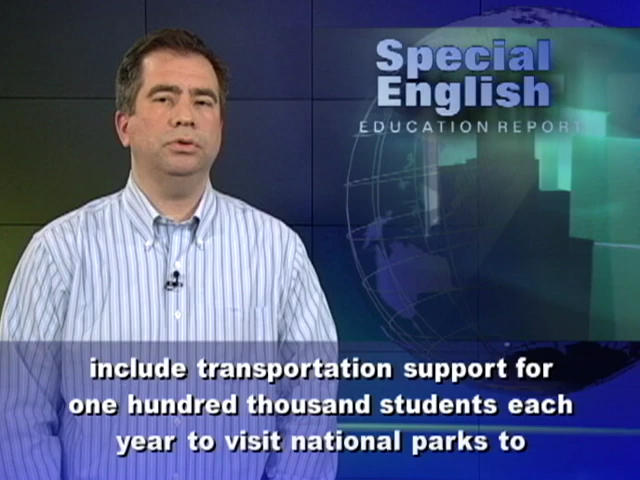 Special
English
EDUCATION REPORT
include transportation support for
one hundred thousand students each
year to visit national parks to